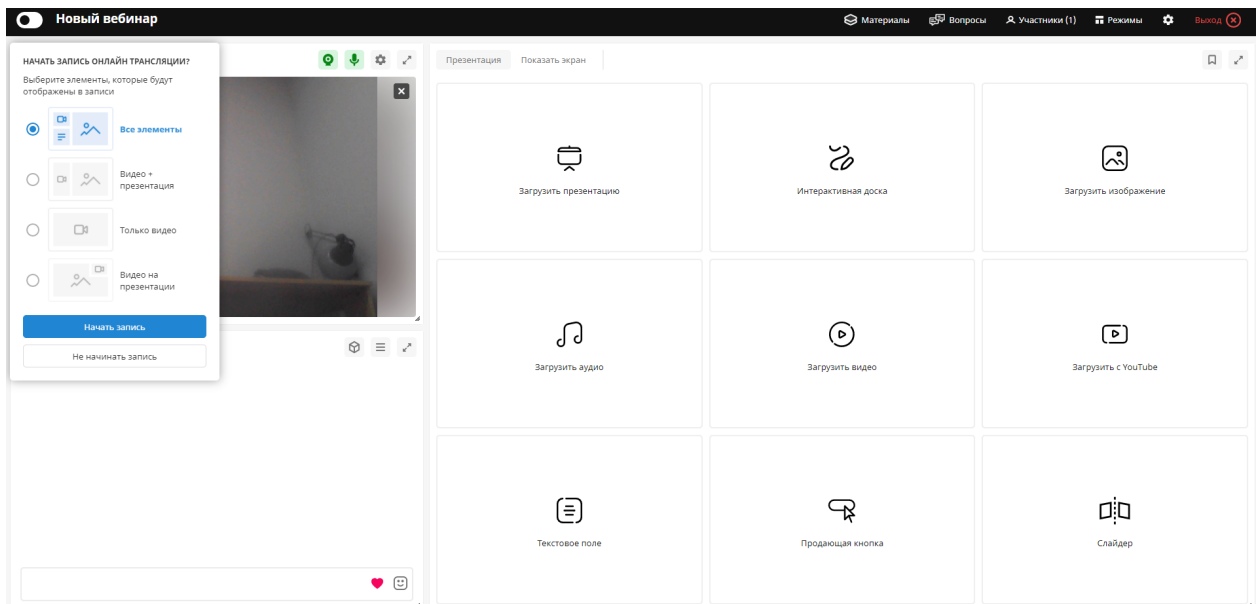 Новый вебинар
Материалы
Вопросы
Участники (1)
Режимы
Выход
НАЧАТЬ ЗАПИСЬ ОНЛАЙН ТРАНСЛЯЦИИ?
Выберите элементы, которые будут
отображены в записи
Все элементы
Видео +
презентация
Только видео
Видео на
презентации
Начать запись
Не начинать запись
Презентация
Показать экран
Загрузить презентацию
Интерактивная доска
Загрузить изображение
Загрузить аудио
Загрузить видео
Загрузить с YouTube
Текстовое поле
Продающая кнопка
Слайдер